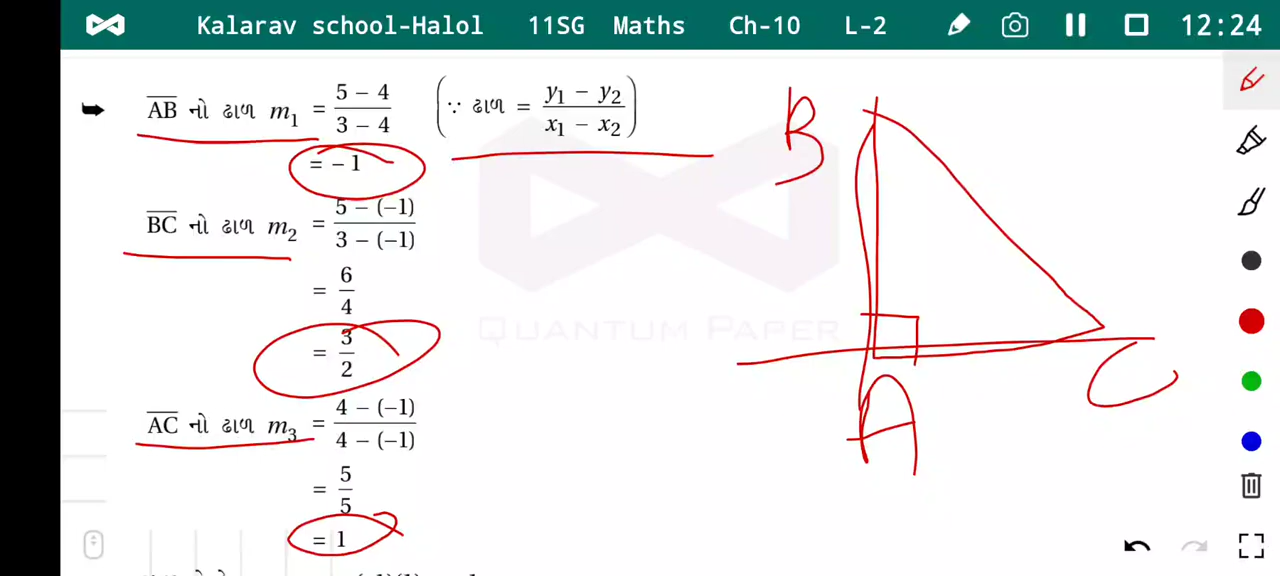 Kalarav school-Halol 11SG Maths Ch-10 L-2 12:24
➥ AB નો ઢાળ m₁ = (5 − 4)/(3 − 4) (∵ ઢાળ = (y₁ − y₂)/(x₁ − x₂))
= − 1
BC નો ઢાળ m₂ = (5 − (−1))/(3 − (−1))
= 6/4
= 3/2
AC નો ઢાળ m₃ = (4 − (−1))/(4 − (−1))
= 5/5
= 1
B
A
C
QUANTUM PAPER